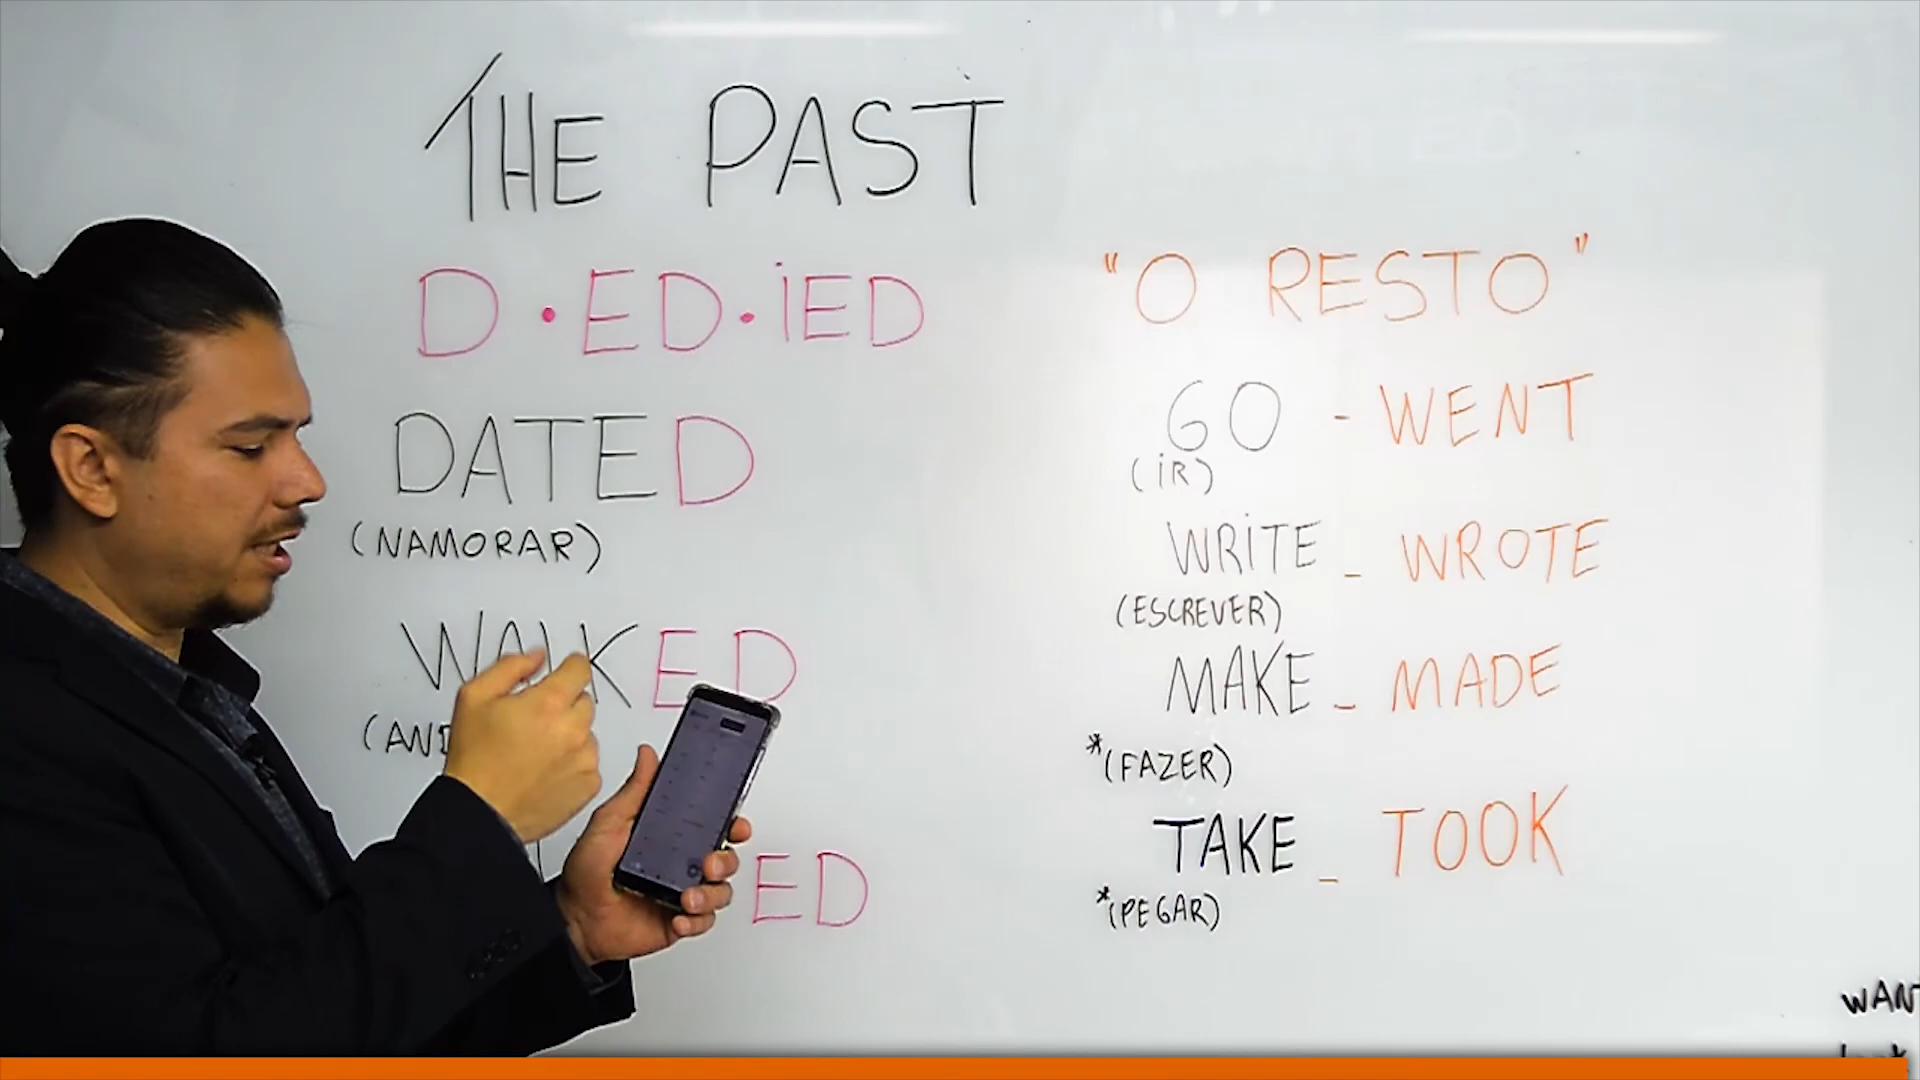 THE PAST
D • ED • iED
DATED
(NAMORAR)
WALKED
ED
"O RESTO"
GO - WENT
(iR)
WRiTE - WROTE
(ESCREVER)
MAKE - MADE
*(FAZER)
TAKE - TOOK
*(PEGAR)